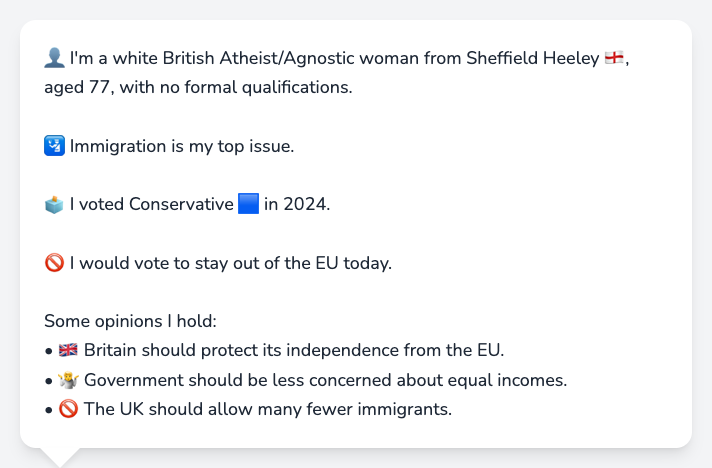 👤 I'm a white British Atheist/Agnostic woman from Sheffield Heeley 🏴󠁧󠁢󠁥󠁮󠁧󠁿,
aged 77, with no formal qualifications.
🛂 Immigration is my top issue.
🗳️ I voted Conservative 🟦 in 2024.
🚫 I would vote to stay out of the EU today.
Some opinions I hold:
• 🇬🇧 Britain should protect its independence from the EU.
• 🤷 Government should be less concerned about equal incomes.
• 🚫 The UK should allow many fewer immigrants.